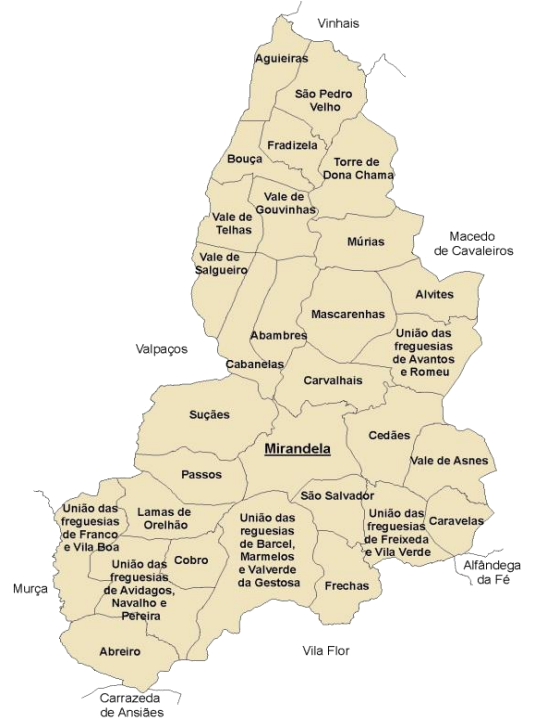 Vinhais
Aguieiras
São Pedro
Velho
Fradizela
Bouça
Torre de
Dona Chama
Vale de
Gouvinhas
Vale de
Telhas
Múrias
Macedo
de Cavaleiros
Vale de
Salgueiro
Alvites
Mascarenhas
Abambres
União das
freguesias
de Avantos
e Romeu
Valpaços
Cabanelas
Carvalhais
Suçães
Cedães
Mirandela
Vale de Asnes
Passos
São Salvador
União das
freguesias
de Franco
e Vila Boa
Lamas de
Orelhão
União das
reguesias
de Barcel,
Marmelos
e Valverde
da Gestosa
União das
freguesias
de Freixeda
e Vila Verde
Caravelas
Cobro
União das
freguesias
de Avidagos,
Navalho e
Pereira
Alfândega
da Fé
Murça
Frechas
Abreiro
Vila Flor
Carrazeda
de Ansiães